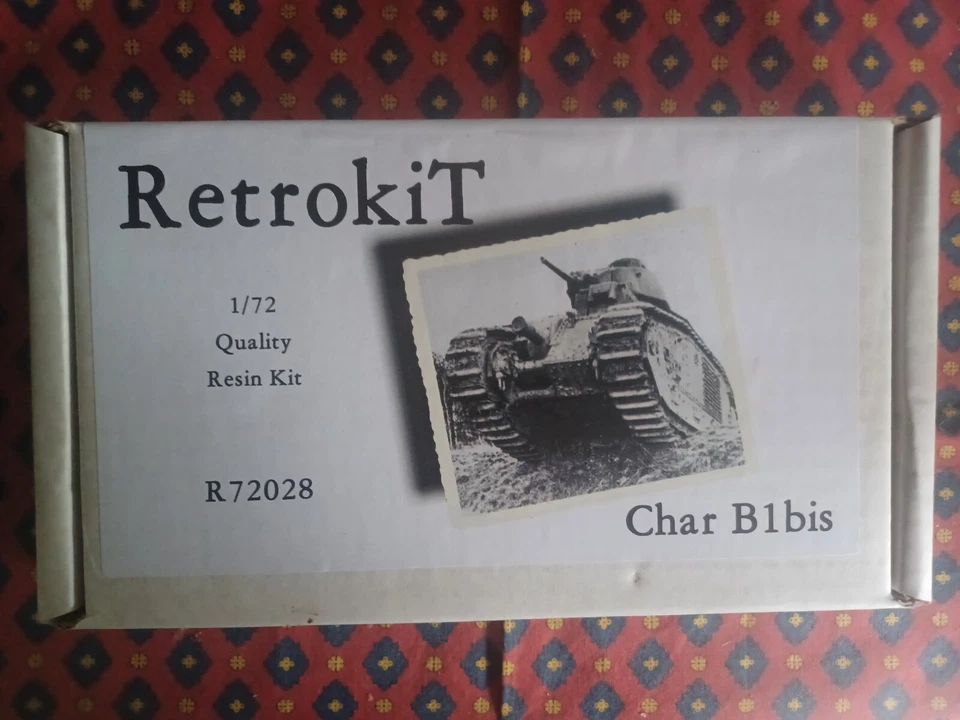 RetrokiT
1/72
Quality
Resin Kit
R72028
Char B1bis